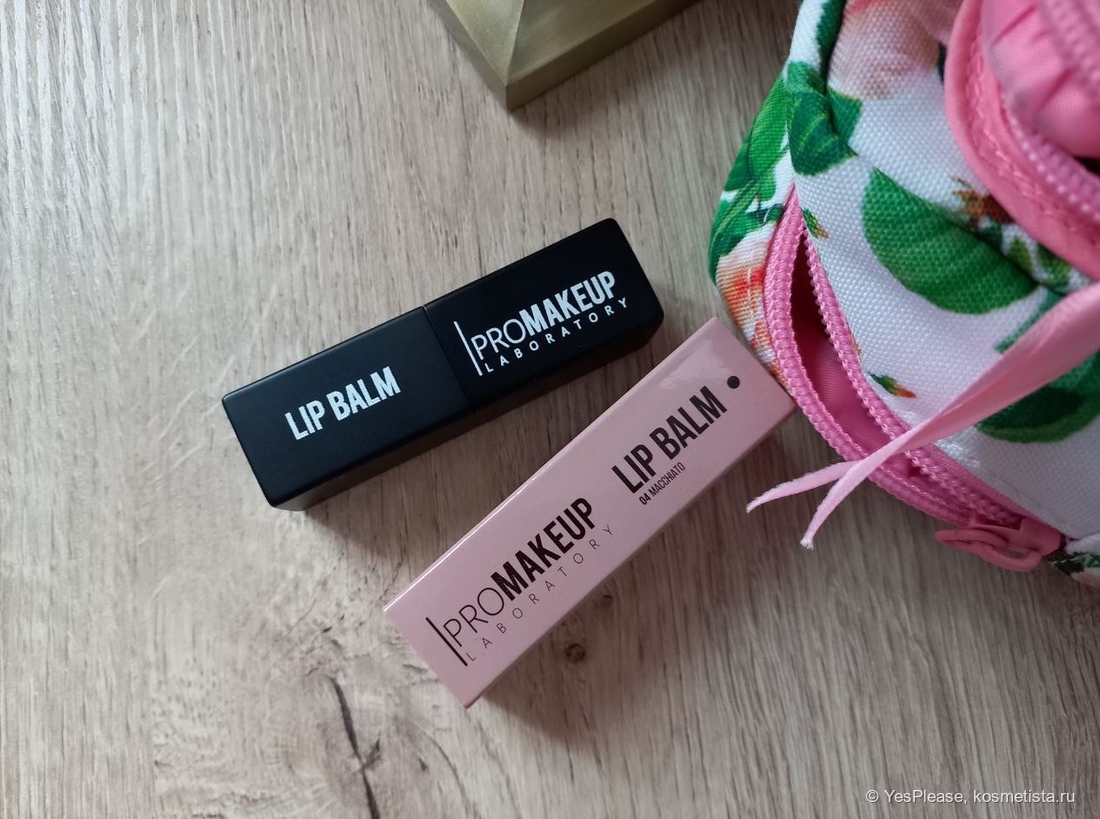 LIP BALM
PROMAKEUP
LABORATORY
PROMAKEUP
LABORATORY
LIP BALM
04 MACCHIATO
© YesPlease, kosmetista.ru